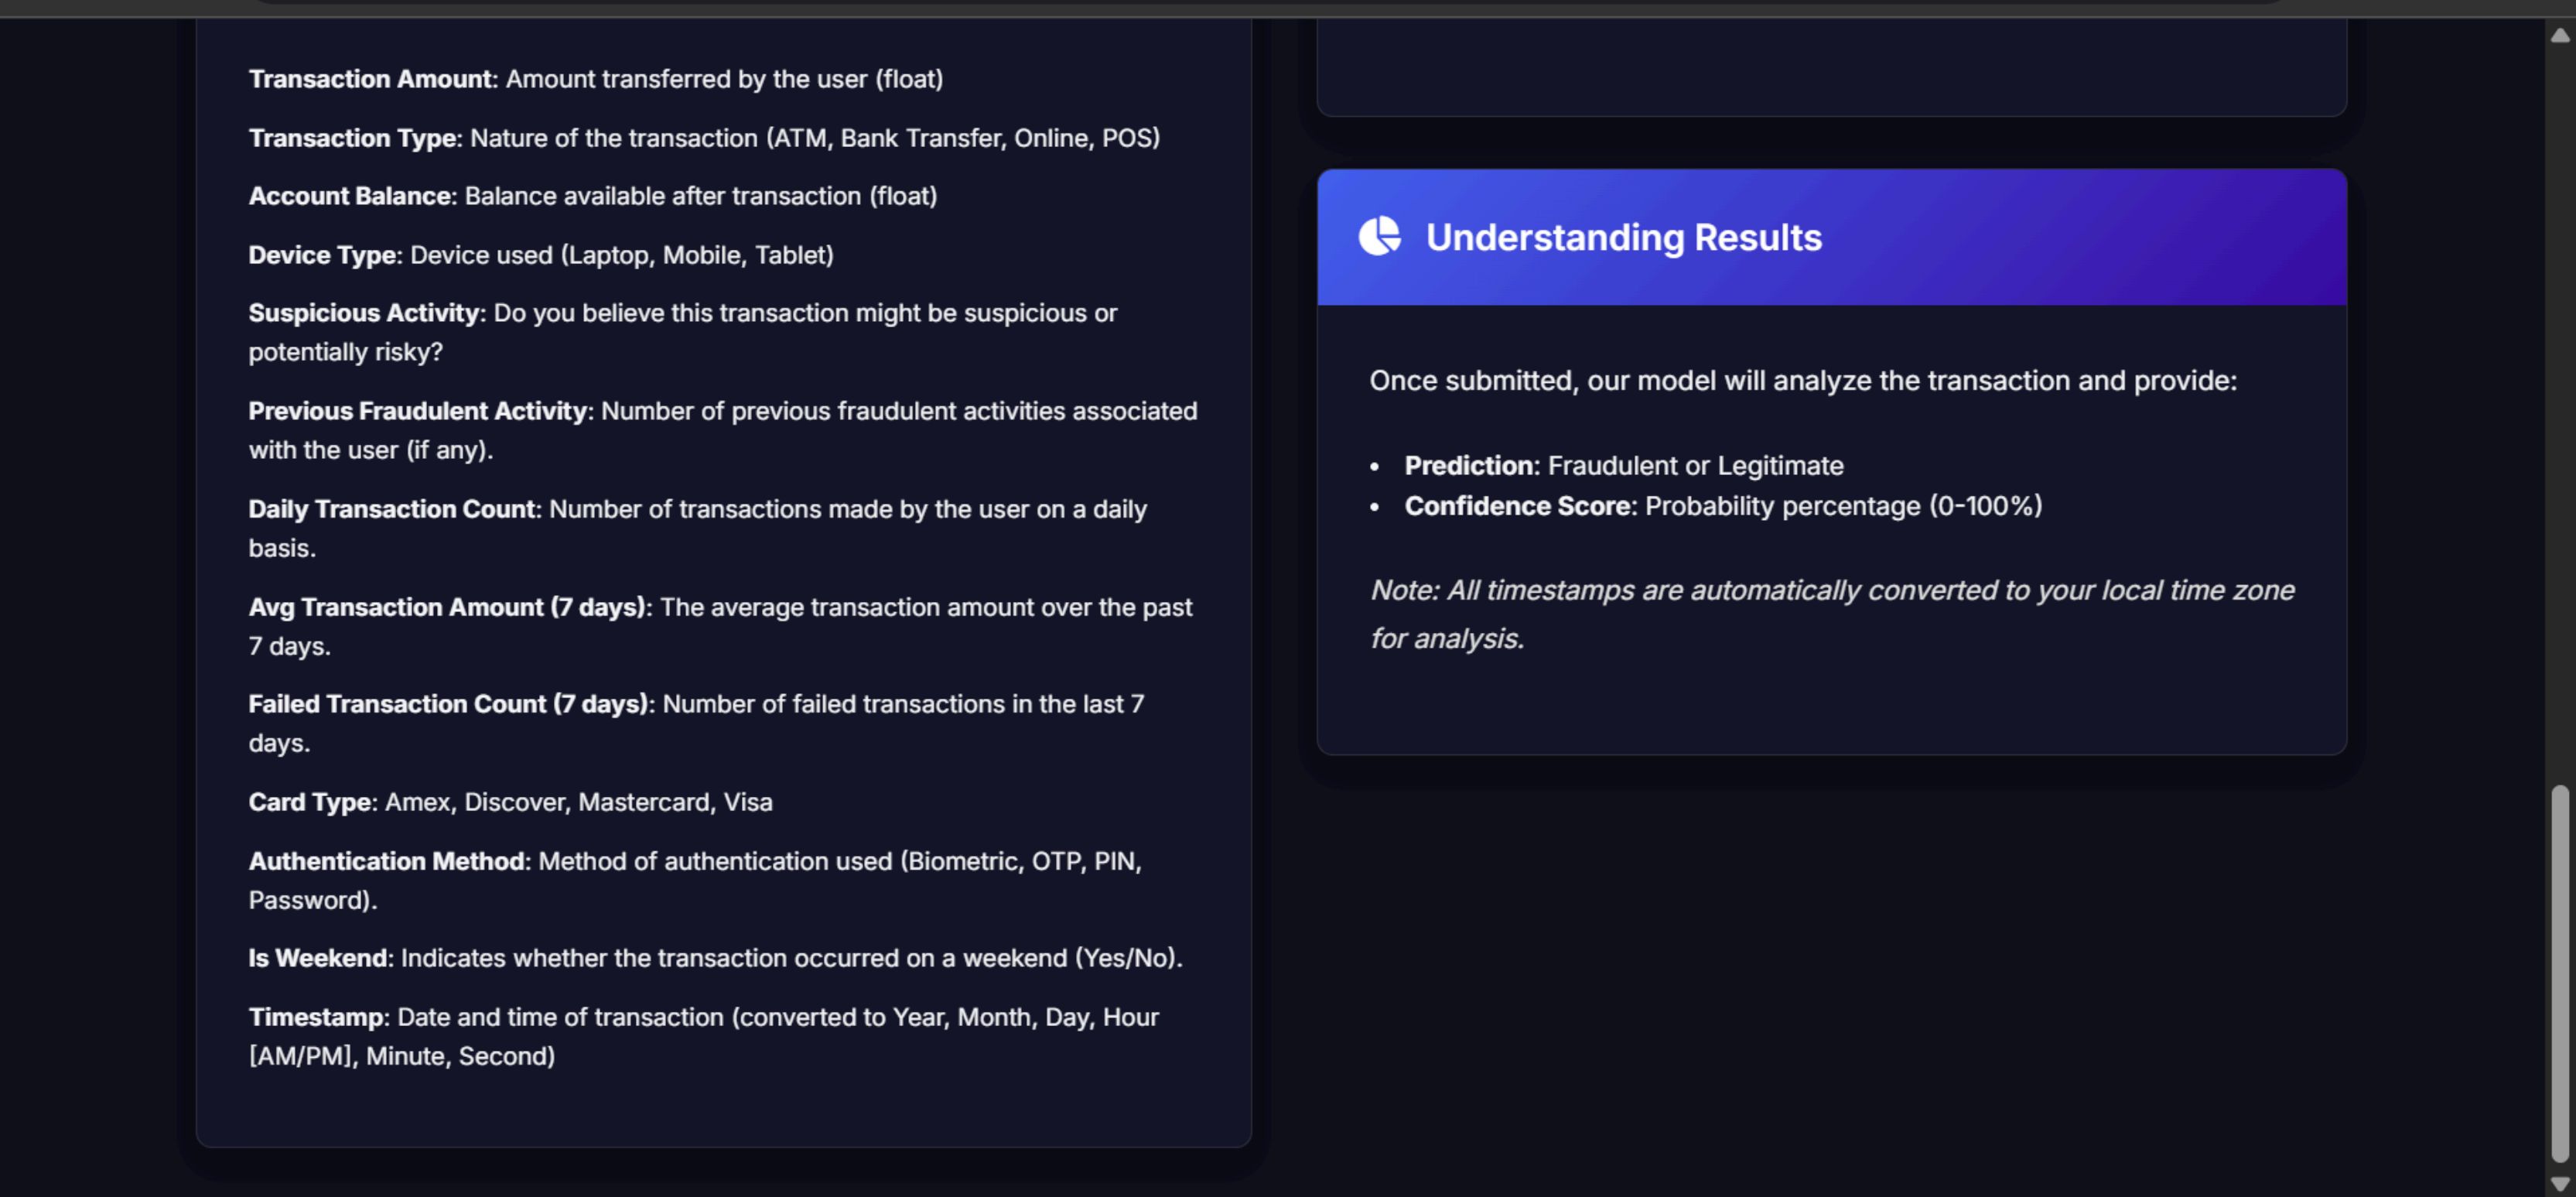 Transaction Amount: Amount transferred by the user (float)
Transaction Type: Nature of the transaction (ATM, Bank Transfer, Online, POS)
Account Balance: Balance available after transaction (float)
Device Type: Device used (Laptop, Mobile, Tablet)
Suspicious Activity: Do you believe this transaction might be suspicious or
potentially risky?
Previous Fraudulent Activity: Number of previous fraudulent activities associated
with the user (if any).
Daily Transaction Count: Number of transactions made by the user on a daily
basis.
Avg Transaction Amount (7 days): The average transaction amount over the past
7 days.
Failed Transaction Count (7 days): Number of failed transactions in the last 7
days.
Card Type: Amex, Discover, Mastercard, Visa
Authentication Method: Method of authentication used (Biometric, OTP, PIN,
Password).
Is Weekend: Indicates whether the transaction occurred on a weekend (Yes/No).
Timestamp: Date and time of transaction (converted to Year, Month, Day, Hour
[AM/PM], Minute, Second)
Understanding Results
Once submitted, our model will analyze the transaction and provide:
• Prediction: Fraudulent or Legitimate
• Confidence Score: Probability percentage (0-100%)
Note: All timestamps are automatically converted to your local time zone
for analysis.